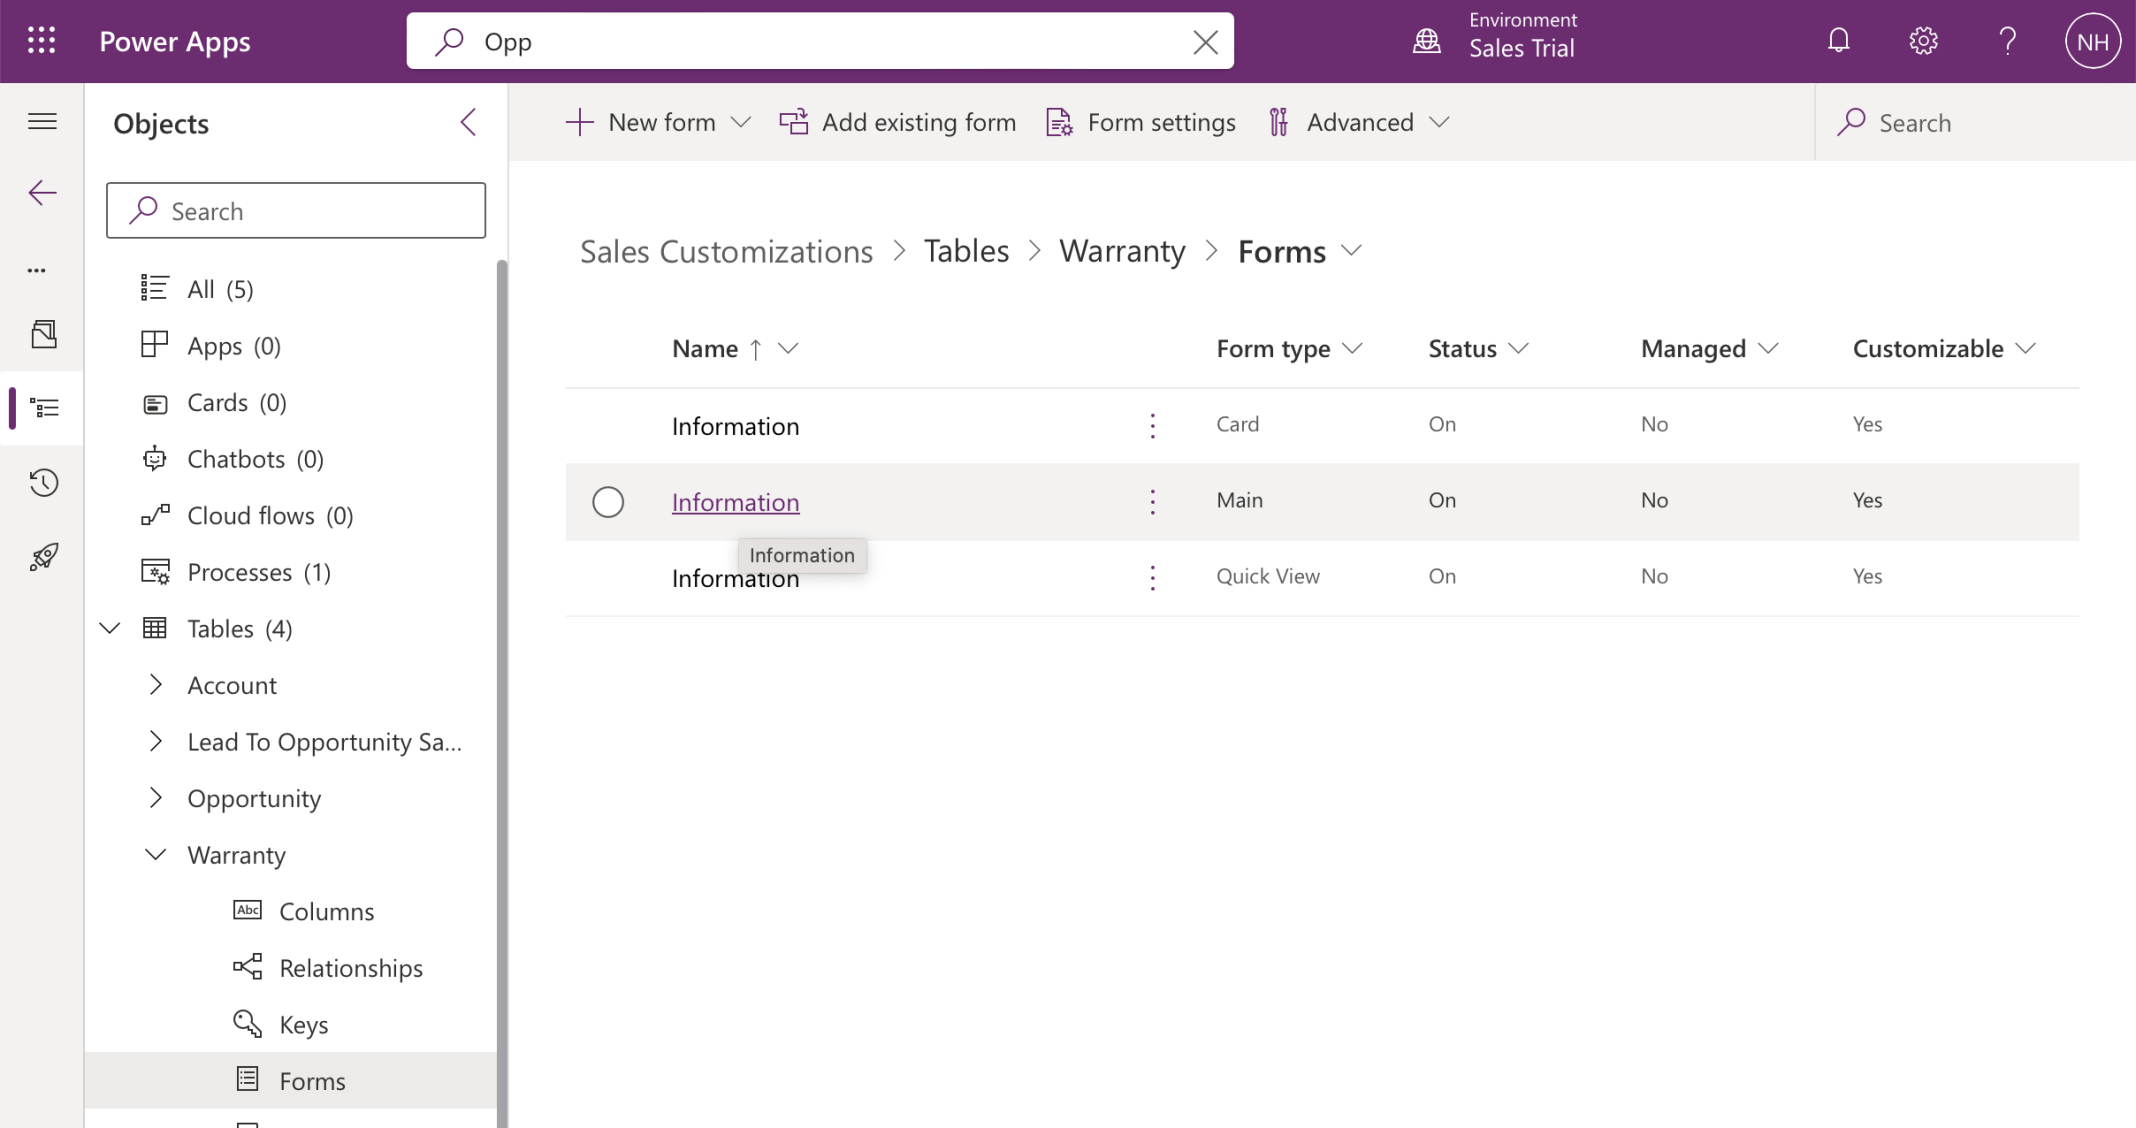 Power Apps
Opp
Environment
Sales Trial
NH
Objects
New form
Add existing form
Form settings
Advanced
Search
Search
All (5)
Apps (0)
Cards (0)
Chatbots (0)
Cloud flows (0)
Processes (1)
Tables (4)
Account
Lead To Opportunity Sa...
Opportunity
Warranty
Abc Columns
Relationships
Keys
Forms
Sales Customizations > Tables > Warranty > Forms
Name ↑ Form type Status Managed Customizable
Information Card On No Yes
Information Main On No Yes
Information
Information Quick View On No Yes